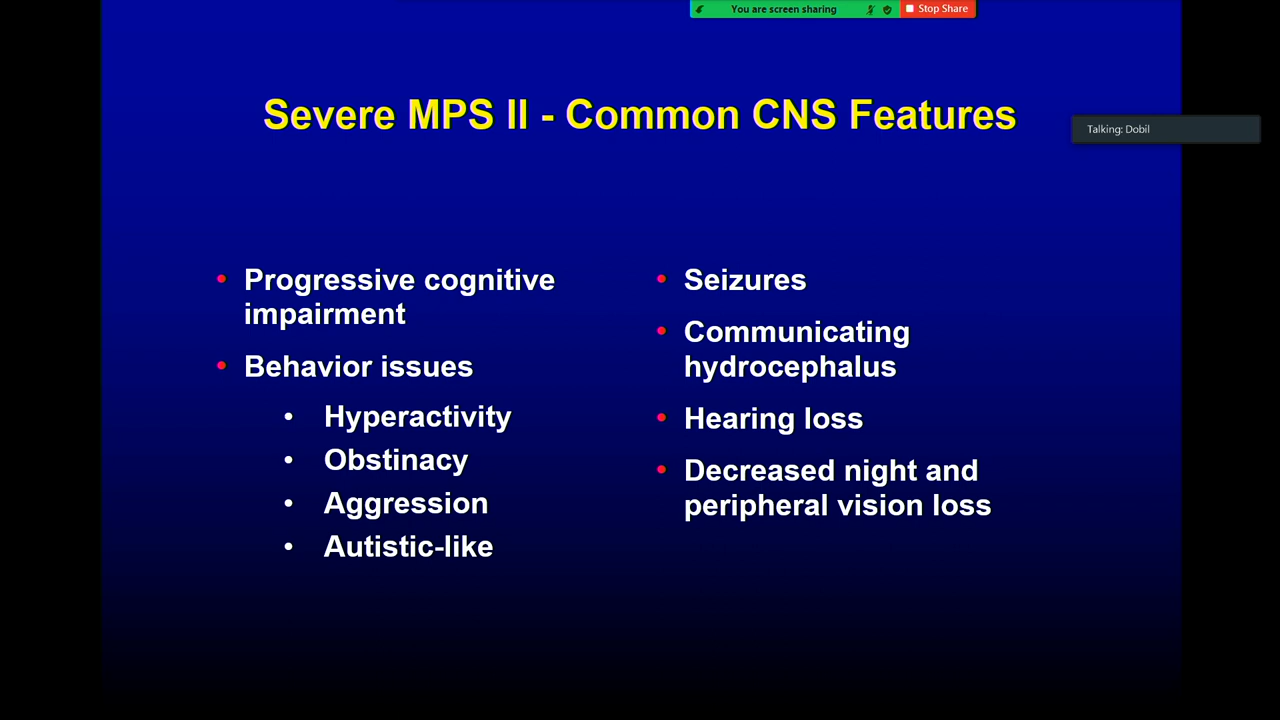 You are screen sharing
Stop Share
Severe MPS II - Common CNS Features
Talking: Dobil
• Progressive cognitive
impairment
• Behavior issues
• Hyperactivity
• Obstinacy
• Aggression
• Autistic-like
• Seizures
• Communicating
hydrocephalus
• Hearing loss
• Decreased night and
peripheral vision loss